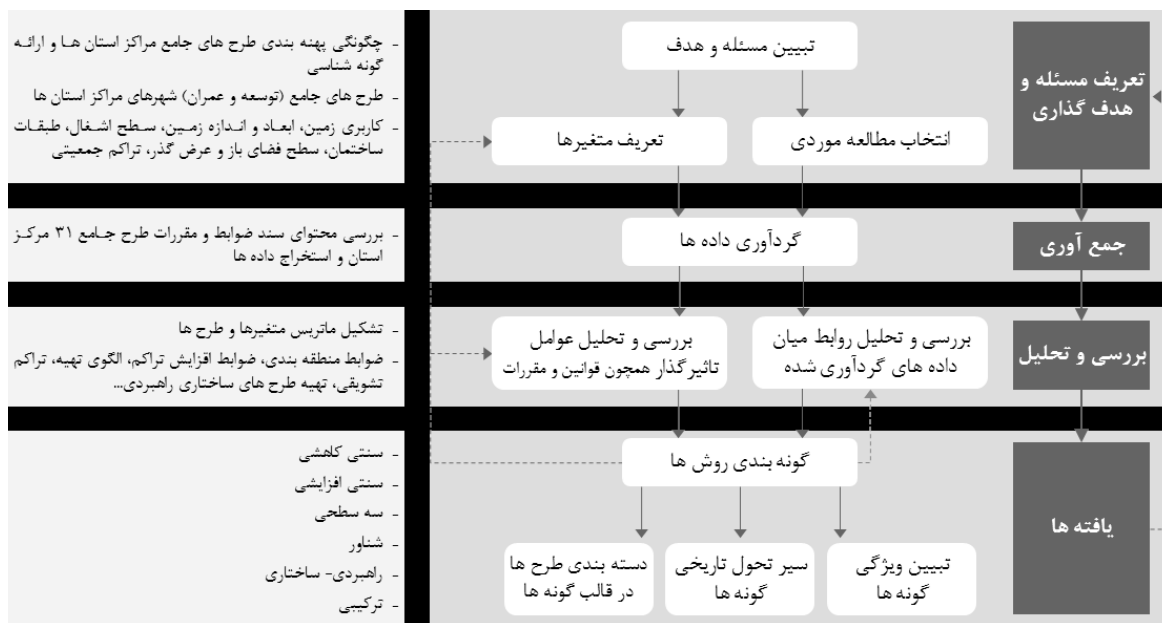 تعریف مسئله و
هدف گذاری
تبیین مسئله و هدف
انتخاب مطالعه موردی
تعریف متغیرها
- چگونگی پهنه بندی طرح های جامع مراکز استان ها و ارائه
گونه شناسی
- طرح های جامع (توسعه و عمران) شهرهای مراکز استان ها
- کاربری زمین، ابعاد و اندازه زمین، سطح اشغال، طبقات
ساختمان، سطح فضای باز و عرض گذر، تراکم جمعیتی
جمع آوری
گردآوری داده ها
- بررسی محتوای سند ضوابط و مقررات طرح جامع ۳۱ مرکز
استان و استخراج داده ها
بررسی و تحلیل
بررسی و تحلیل روابط میان
داده های گردآوری شده
بررسی و تحلیل عوامل
تاثیرگذار همچون قوانین و مقررات
- تشکیل ماتریس متغیرها و طرح ها
- ضوابط منطقه بندی، ضوابط افزایش تراکم، الگوی تهیه، تراکم
تشویقی، تهیه طرح های ساختاری راهبردی...
یافته ها
گونه بندی روش ها
تبیین ویژگی
گونه ها
سیر تحول تاریخی
گونه ها
دسته بندی طرح ها
در قالب گونه ها
- سنتی کاهشی
- سنتی افزایشی
- سه سطحی
- شناور
- راهبردی- ساختاری
- ترکیبی